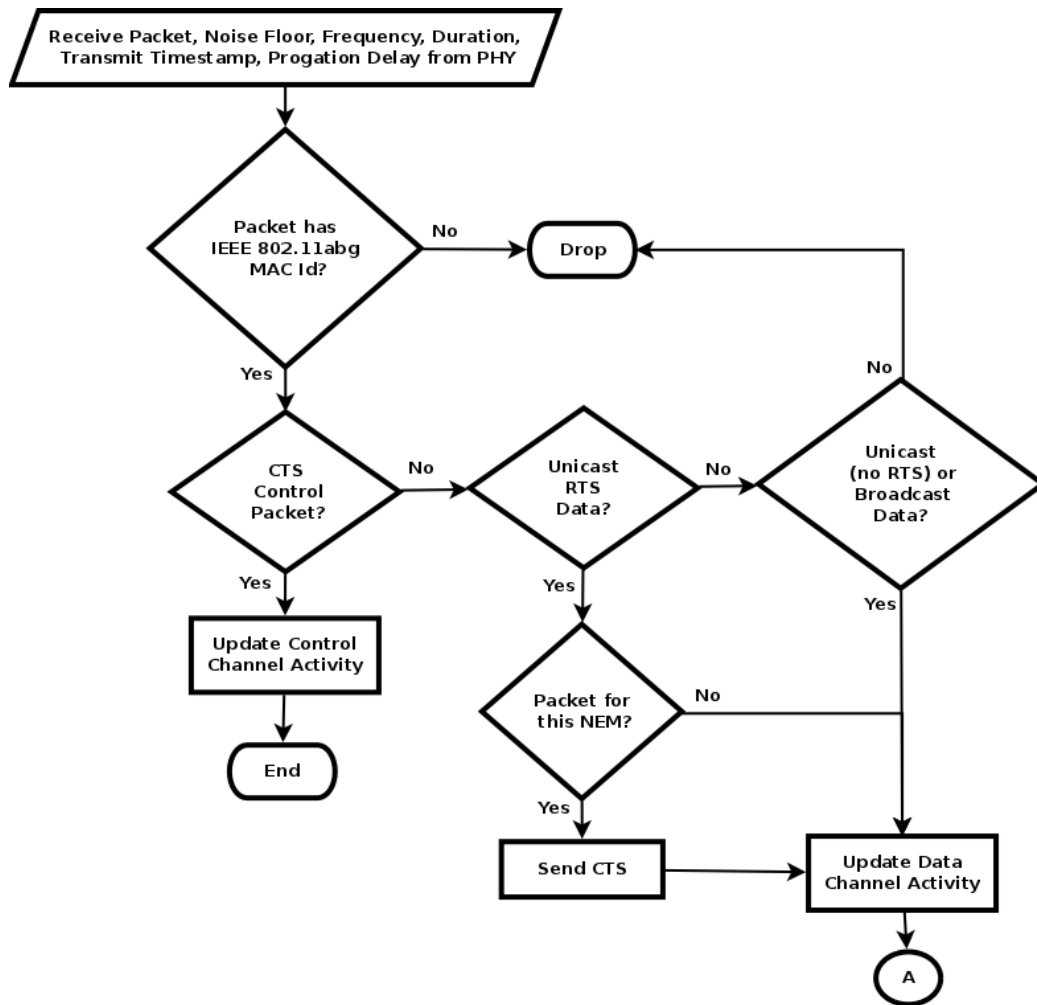 Receive Packet, Noise Floor, Frequency, Duration,
Transmit Timestamp, Progation Delay from PHY
Packet has
IEEE 802.11abg
MAC Id?
No
Drop
Yes
No
CTS
Control
Packet?
No
Unicast
RTS
Data?
No
Unicast
(no RTS) or
Broadcast
Data?
Yes
Yes
Yes
Update Control
Channel Activity
Packet for
this NEM?
No
End
Yes
Send CTS
Update Data
Channel Activity
A